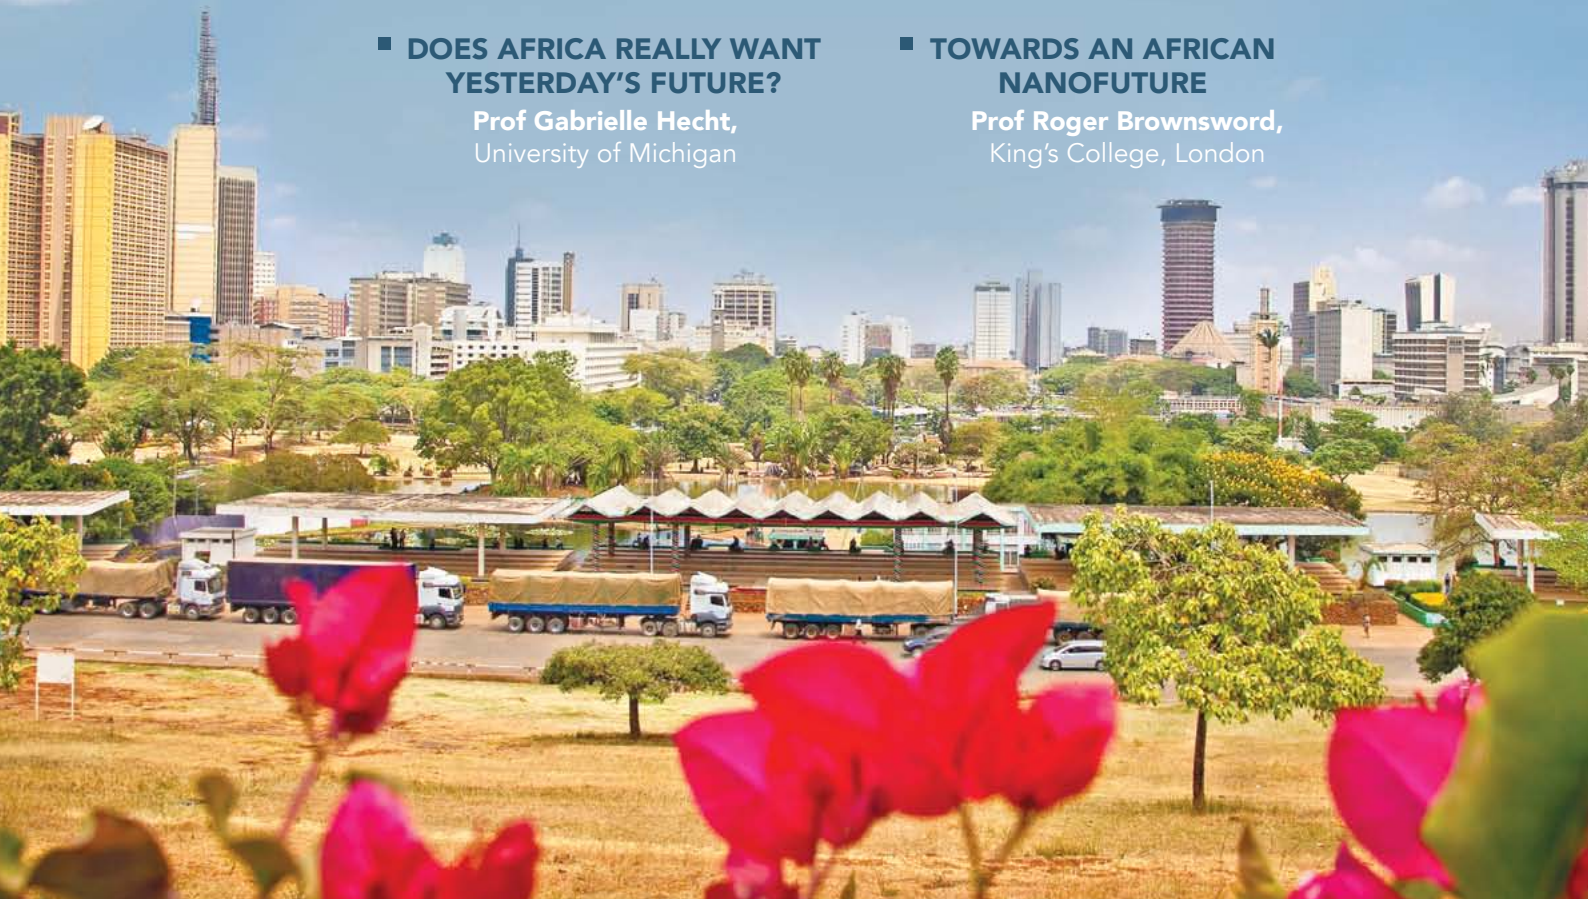 DOES AFRICA REALLY WANT
YESTERDAY’S FUTURE?
Prof Gabrielle Hecht,
University of Michigan
TOWARDS AN AFRICAN
NANOFUTURE
Prof Roger Brownsword,
King’s College, London